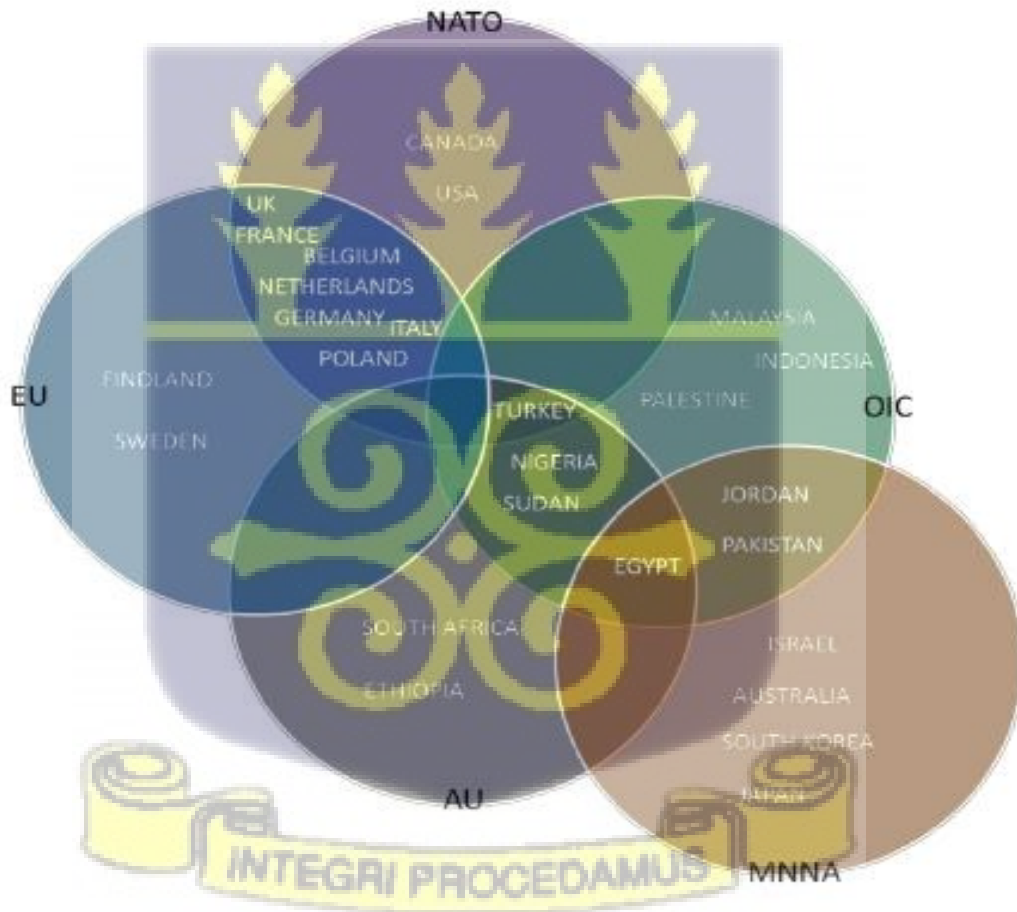 NATO
CANADA
USA
UK
FRANCE
BELGIUM
NETHERLANDS
GERMANY
ITALY
POLAND
MALAYSIA
INDONESIA
PALESTINE
EU
FINDLAND
SWEDEN
OIC
TURKEY
NIGERIA
SUDAN
JORDAN
PAKISTAN
EGYPT
SOUTH AFRICA
ETHIOPIA
ISRAEL
AUSTRALIA
SOUTH KOREA
JAPAN
AU
MNNA
INTEGRI PROCEDAMUS